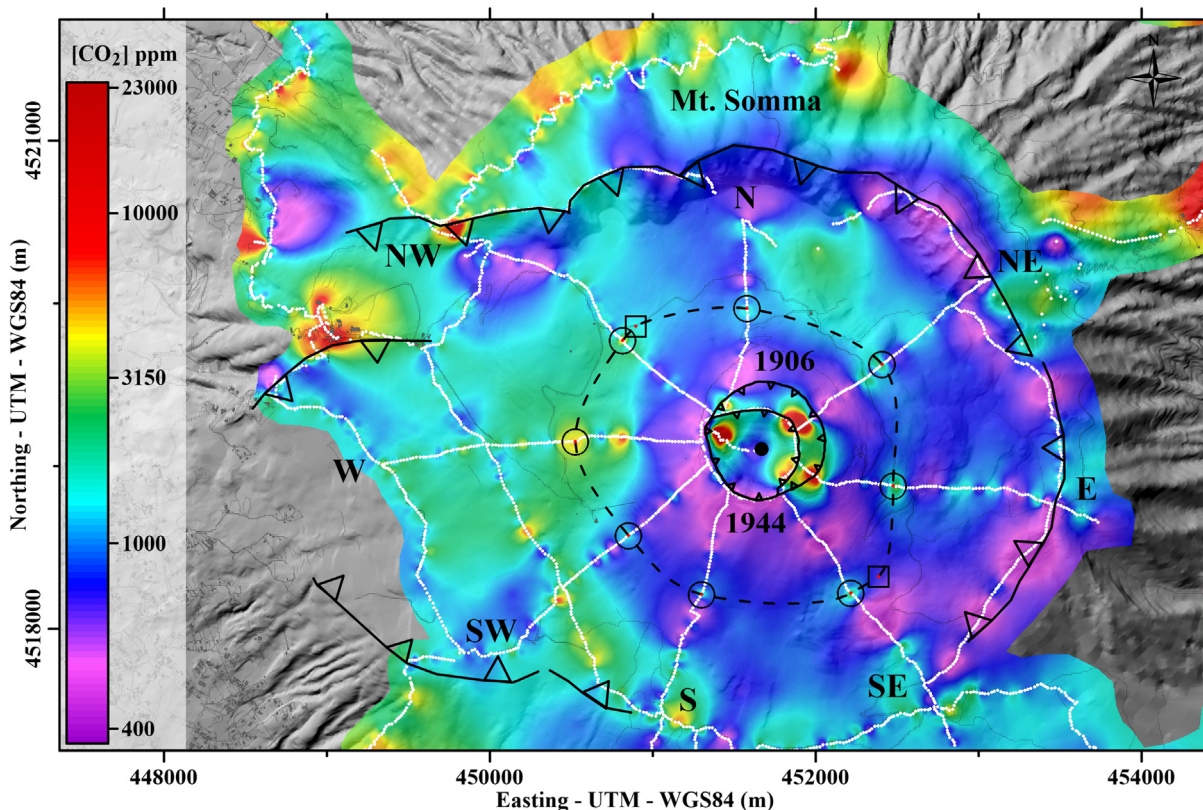 [CO₂] ppm
23000
10000
3150
1000
400
N
Mt. Somma
N
NW
NE
1906
W
E
1944
SW
S
SE
4521000
4518000
Northing - UTM - WGS84 (m)
448000
450000
452000
454000
Easting - UTM - WGS84 (m)